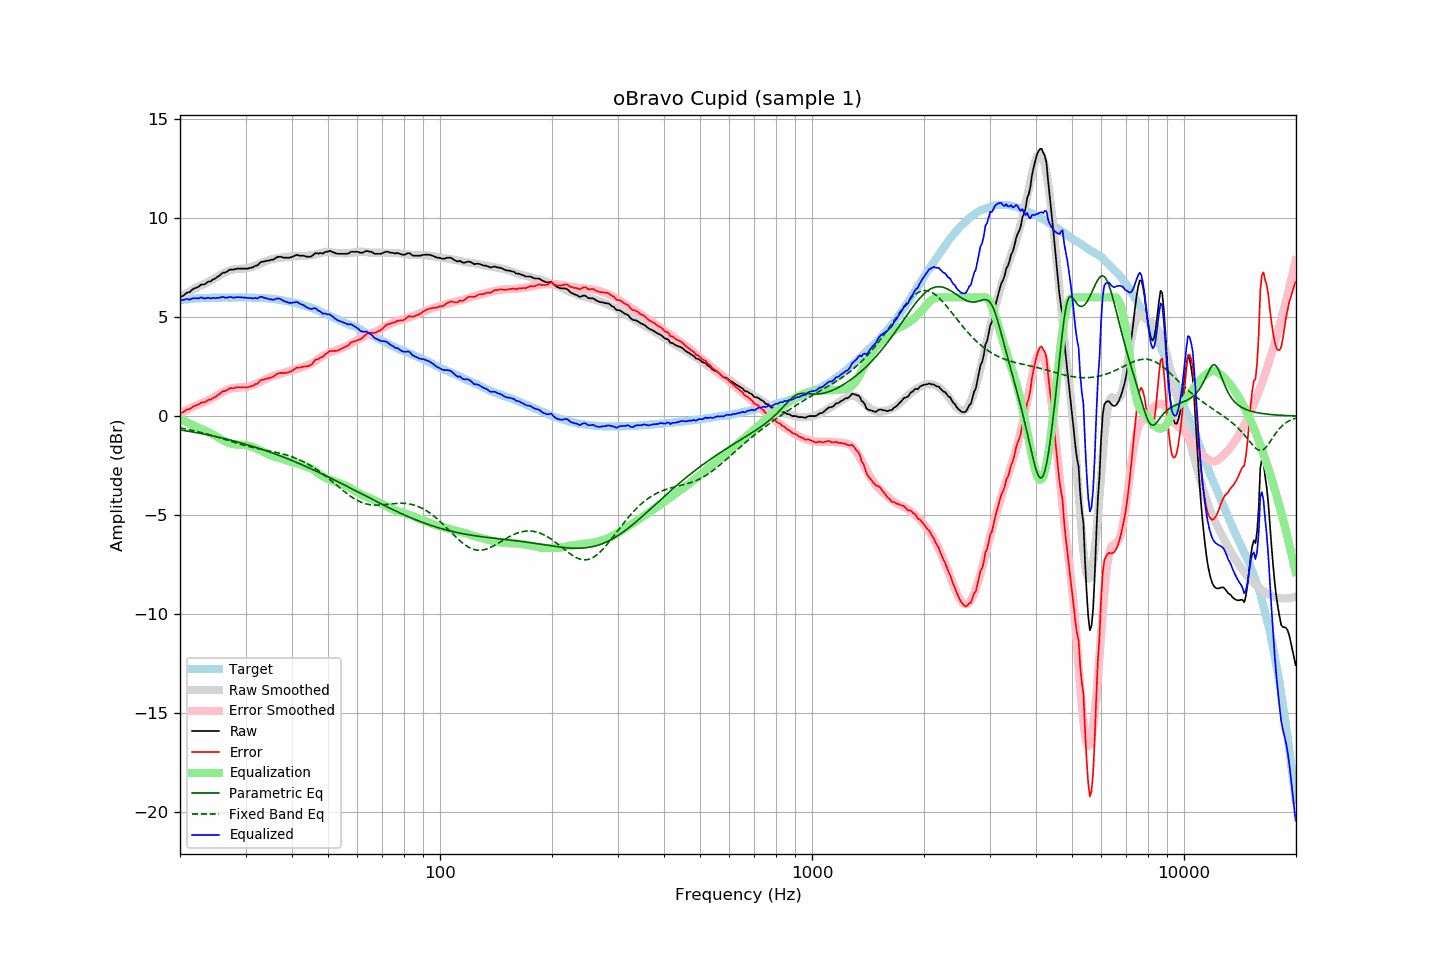 oBravo Cupid (sample 1)
15
10
5
0
−5
−10
−15
−20
Amplitude (dBr)
Target
Raw Smoothed
Error Smoothed
Raw
Error
Equalization
Parametric Eq
Fixed Band Eq
Equalized
100 1000 10000
Frequency (Hz)